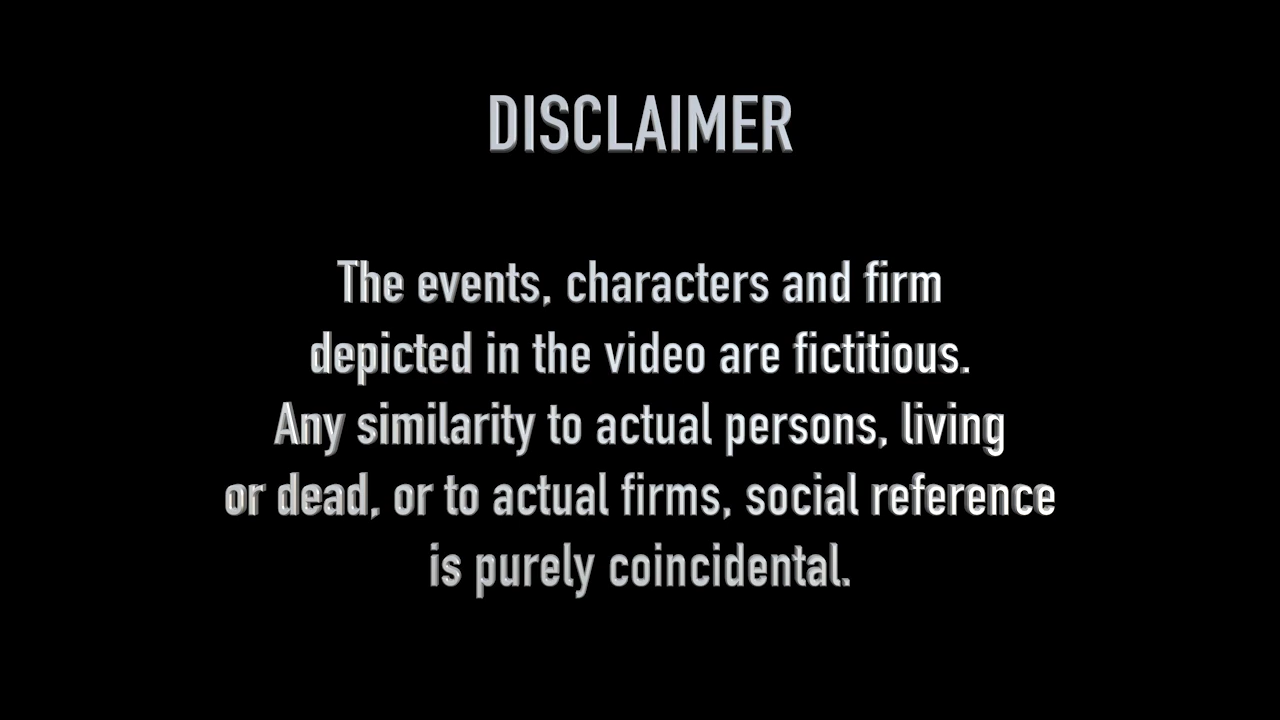 DISCLAIMER
The events, characters and firm
depicted in the video are fictitious.
Any similarity to actual persons, living
or dead, or to actual firms, social reference
is purely coincidental.